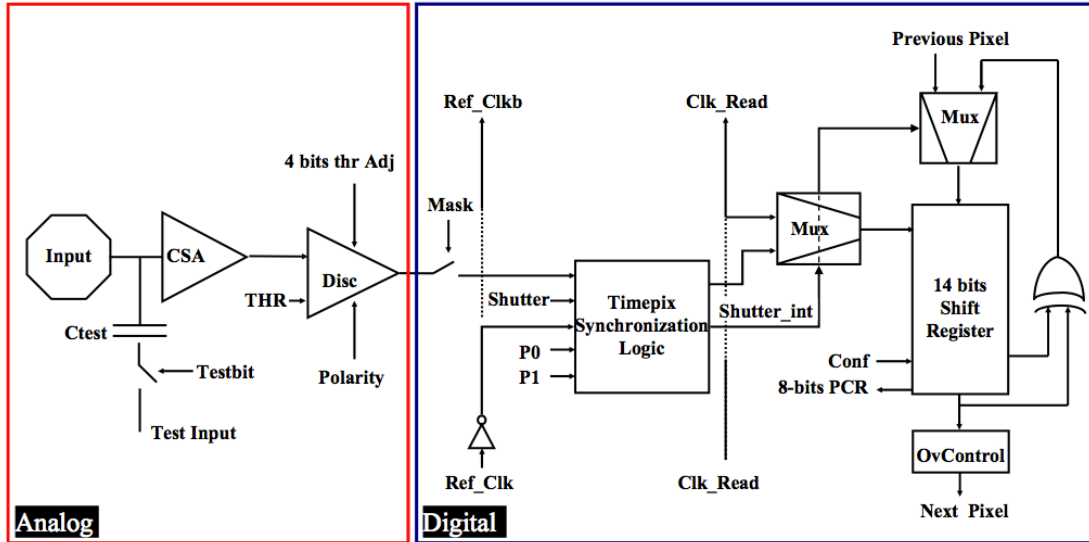 Previous Pixel
Ref_Clkb
Clk_Read
Mux
4 bits thr Adj
Mask
Input
CSA
Disc
Mux
THR
Shutter
Timepix
Synchronization
Logic
Shutter_int
14 bits
Shift
Register
Ctest
P0
P1
Conf
8-bits PCR
Testbit
Polarity
Test Input
OvControl
Ref_Clk
Clk_Read
Next Pixel
Analog
Digital